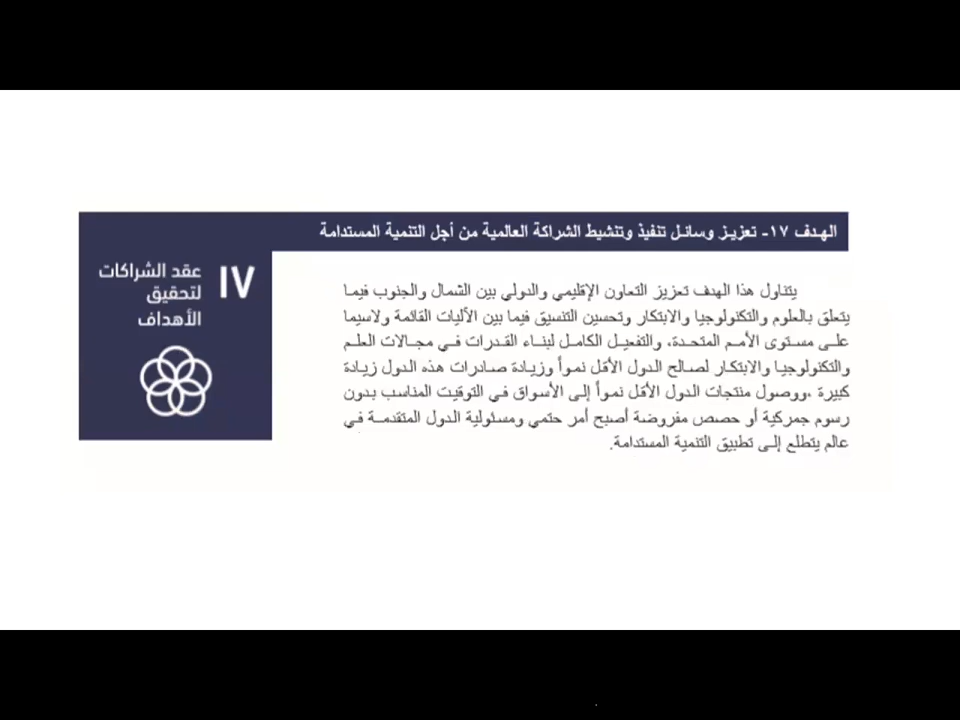 الهدف ١٧- تعزيز وسائل تنفيذ وتنشيط الشراكة العالمية من أجل التنمية المستدامة
١٧ عقد الشراكات
لتحقيق
الأهداف
يتناول هذا الهدف تعزيز التعاون الإقليمي والدولي بين الشمال والجنوب فيما
يتعلق بالعلوم والتكنولوجيا والابتكار وتحسين التنسيق فيما بين الآليات القائمة ولاسيما
على مستوى الأمم المتحدة، والتفعيل الكامل لبناء القدرات في مجالات العلم
والتكنولوجيا والابتكار لصالح الدول الأقل نمواً وزيادة صادرات هذه الدول زيادة
كبيرة ،ووصول منتجات الدول الأقل نمواً إلى الأسواق في التوقيت المناسب بدون
رسوم جمركية أو حصص مفروضة أصبح أمر حتمي ومسئولية الدول المتقدمة في
عالم يتطلع إلى تطبيق التنمية المستدامة.